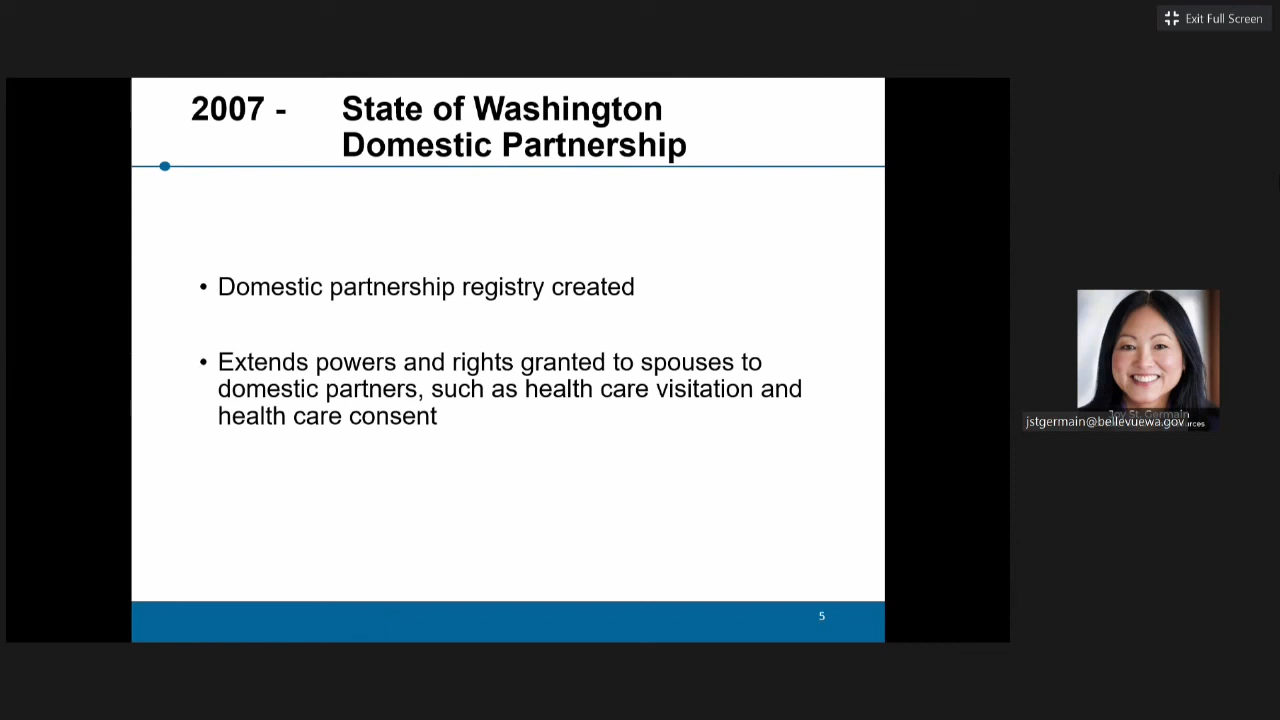 Exit Full Screen
2007 - State of Washington
Domestic Partnership
• Domestic partnership registry created
• Extends powers and rights granted to spouses to
domestic partners, such as health care visitation and
health care consent
5
Joy St. Germain
jstgermain@bellevuewa.gov